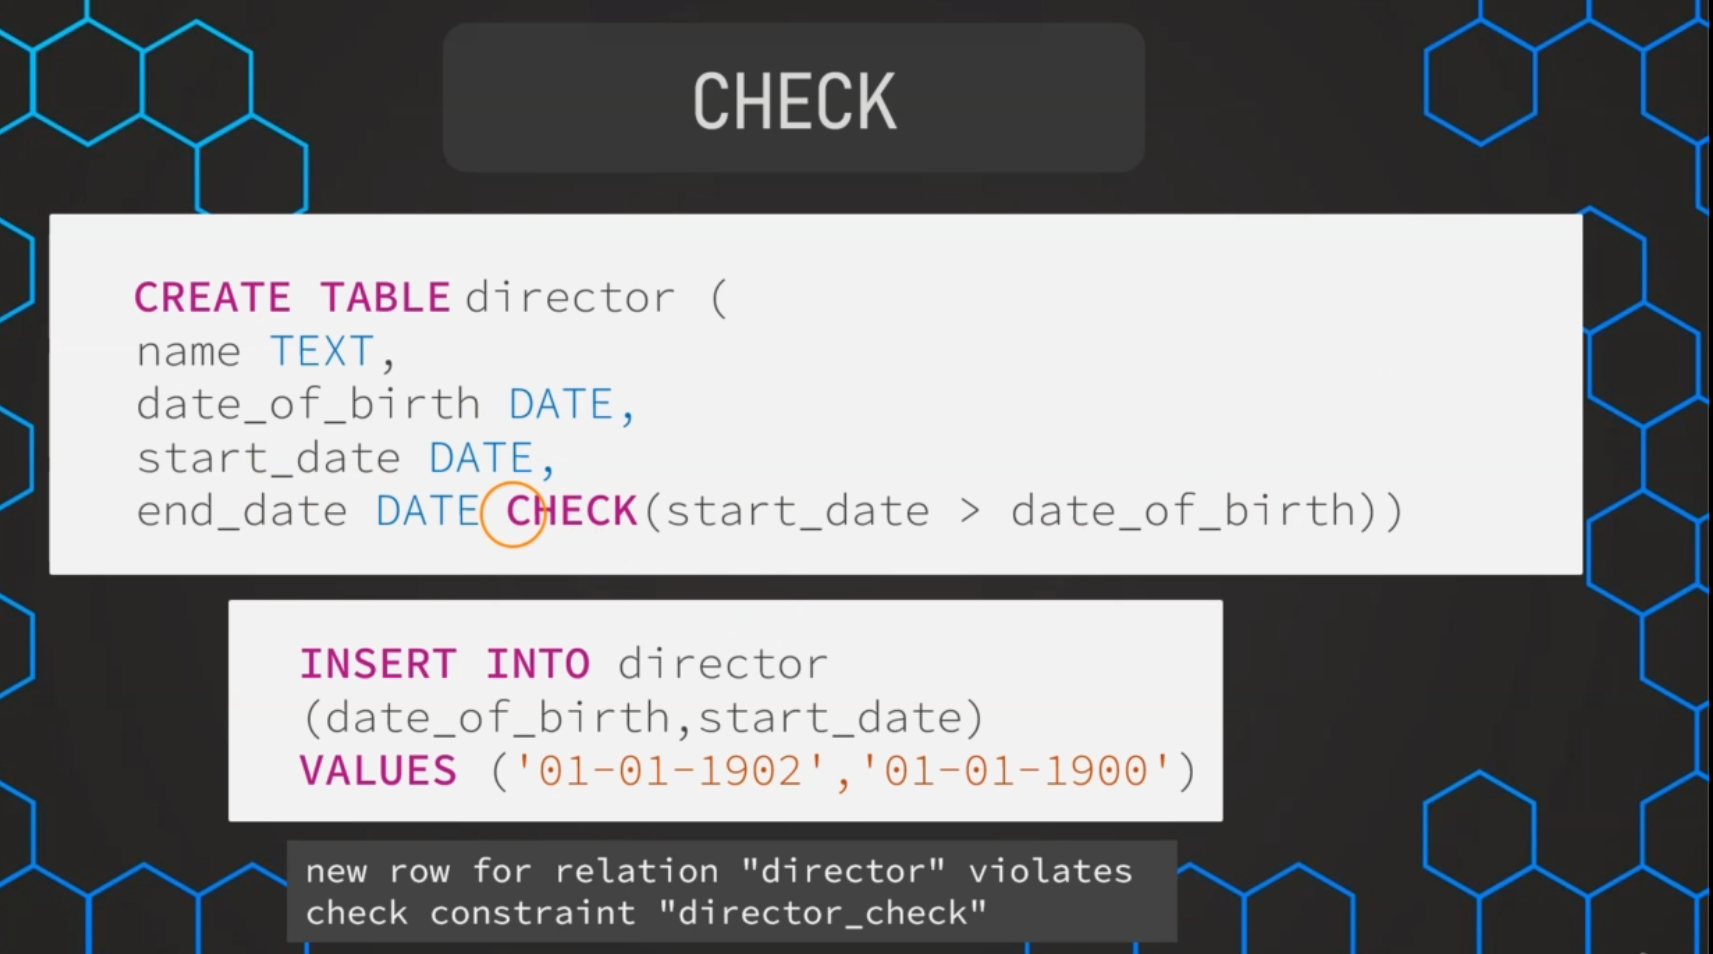 CHECK
CREATE TABLE director (
name TEXT,
date_of_birth DATE,
start_date DATE,
end_date DATE CHECK(start_date > date_of_birth))
INSERT INTO director
(date_of_birth,start_date)
VALUES ('01-01-1902','01-01-1900')
new row for relation "director" violates
check constraint "director_check"